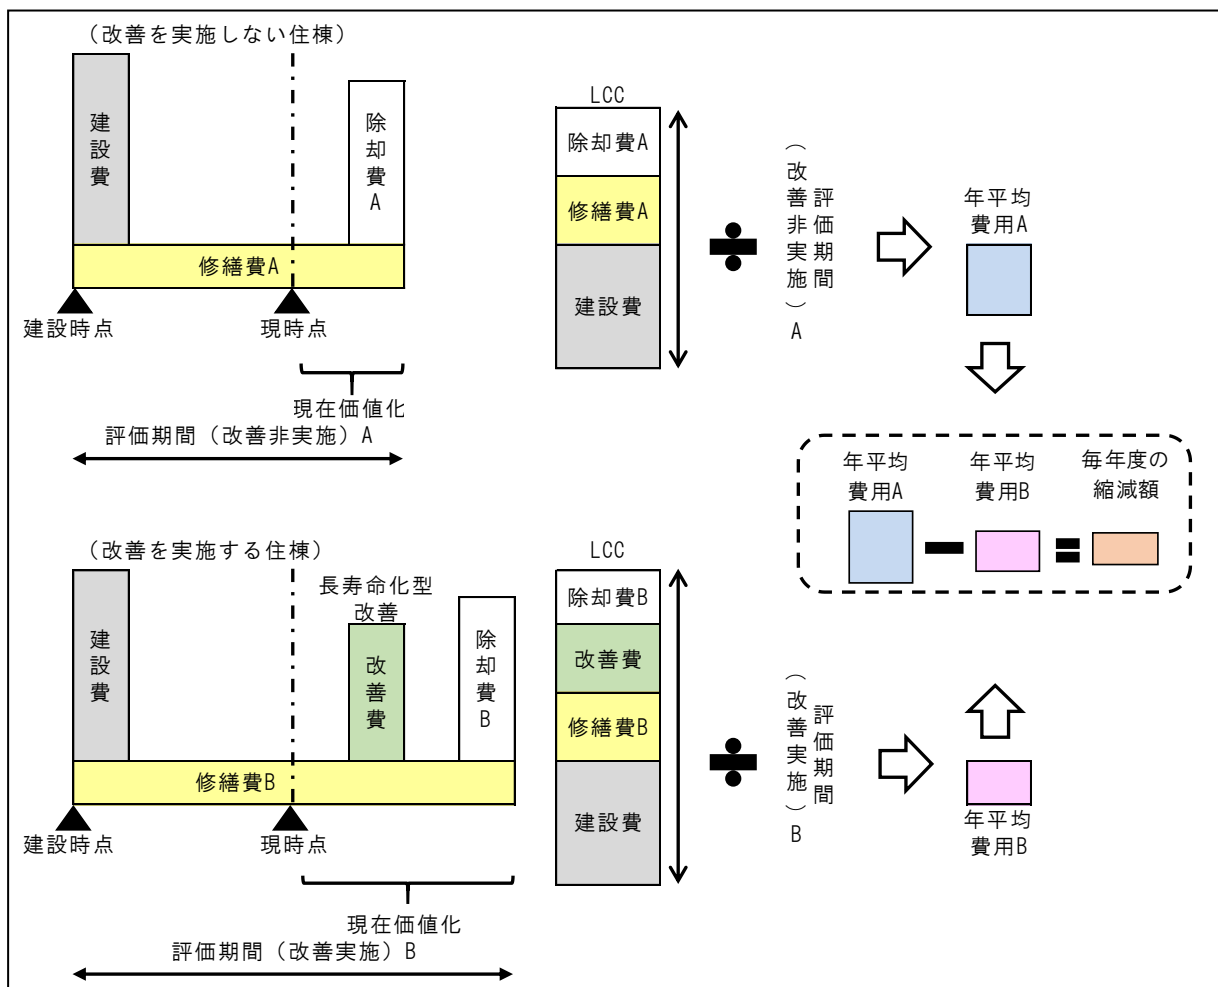 （改善を実施しない住棟）
建設費
除却費A
修繕費A
建設時点
現時点
現在価値化
評価期間（改善非実施）A
LCC
除却費A
修繕費A
建設費
評価期間
（改善非実施）A
年平均
費用A
年平均
費用A
年平均
費用B
毎年度の
縮減額
（改善を実施する住棟）
建設費
長寿命化型
改善
改善費
除却費B
修繕費B
建設時点
現時点
現在価値化
評価期間（改善実施）B
LCC
除却費B
改善費
修繕費B
建設費
評価期間
（改善実施）B
年平均
費用B